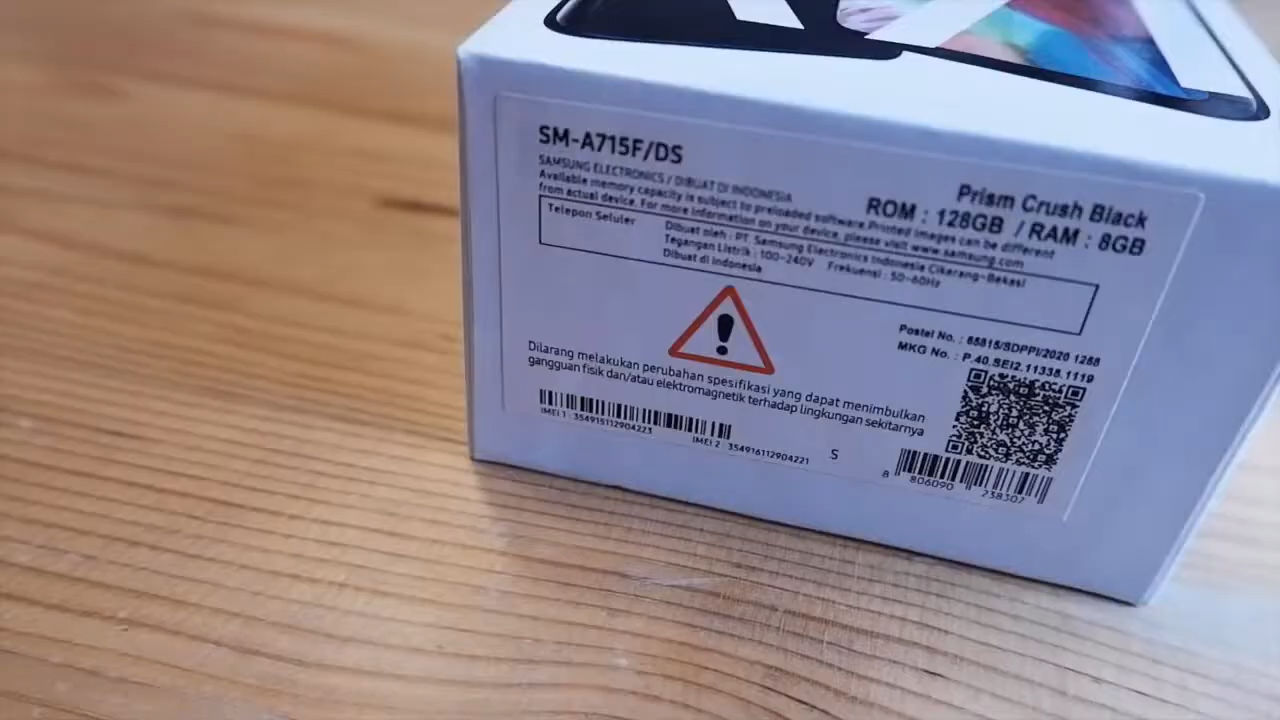 SM-A715F/DS
SAMSUNG ELECTRONICS / DIBUAT DI INDONESIA
Prism Crush Black
ROM : 128GB / RAM : 8GB
Available memory capacity is subject to preloaded software.Printed images can be different
from actual device. For more information on your device, please visit www.samsung.com
Telepon Seluler
Dibuat oleh : PT. Samsung Electronics Indonesia Cikarang-Bekasi
Tegangan Listrik : 100~240V Frekuensi : 50~60Hz
Dibuat di Indonesia
Postel No. : 65815/SDPPI/2020 1288
MKG No. : P.40.SEI2.11338.1119
Dilarang melakukan perubahan spesifikasi yang dapat menimbulkan
gangguan fisik dan/atau elektromagnetik terhadap lingkungan sekitarnya
IMEI 1 : 354915112904223
IMEI 2 : 354916112904221
S
8 806090 238307